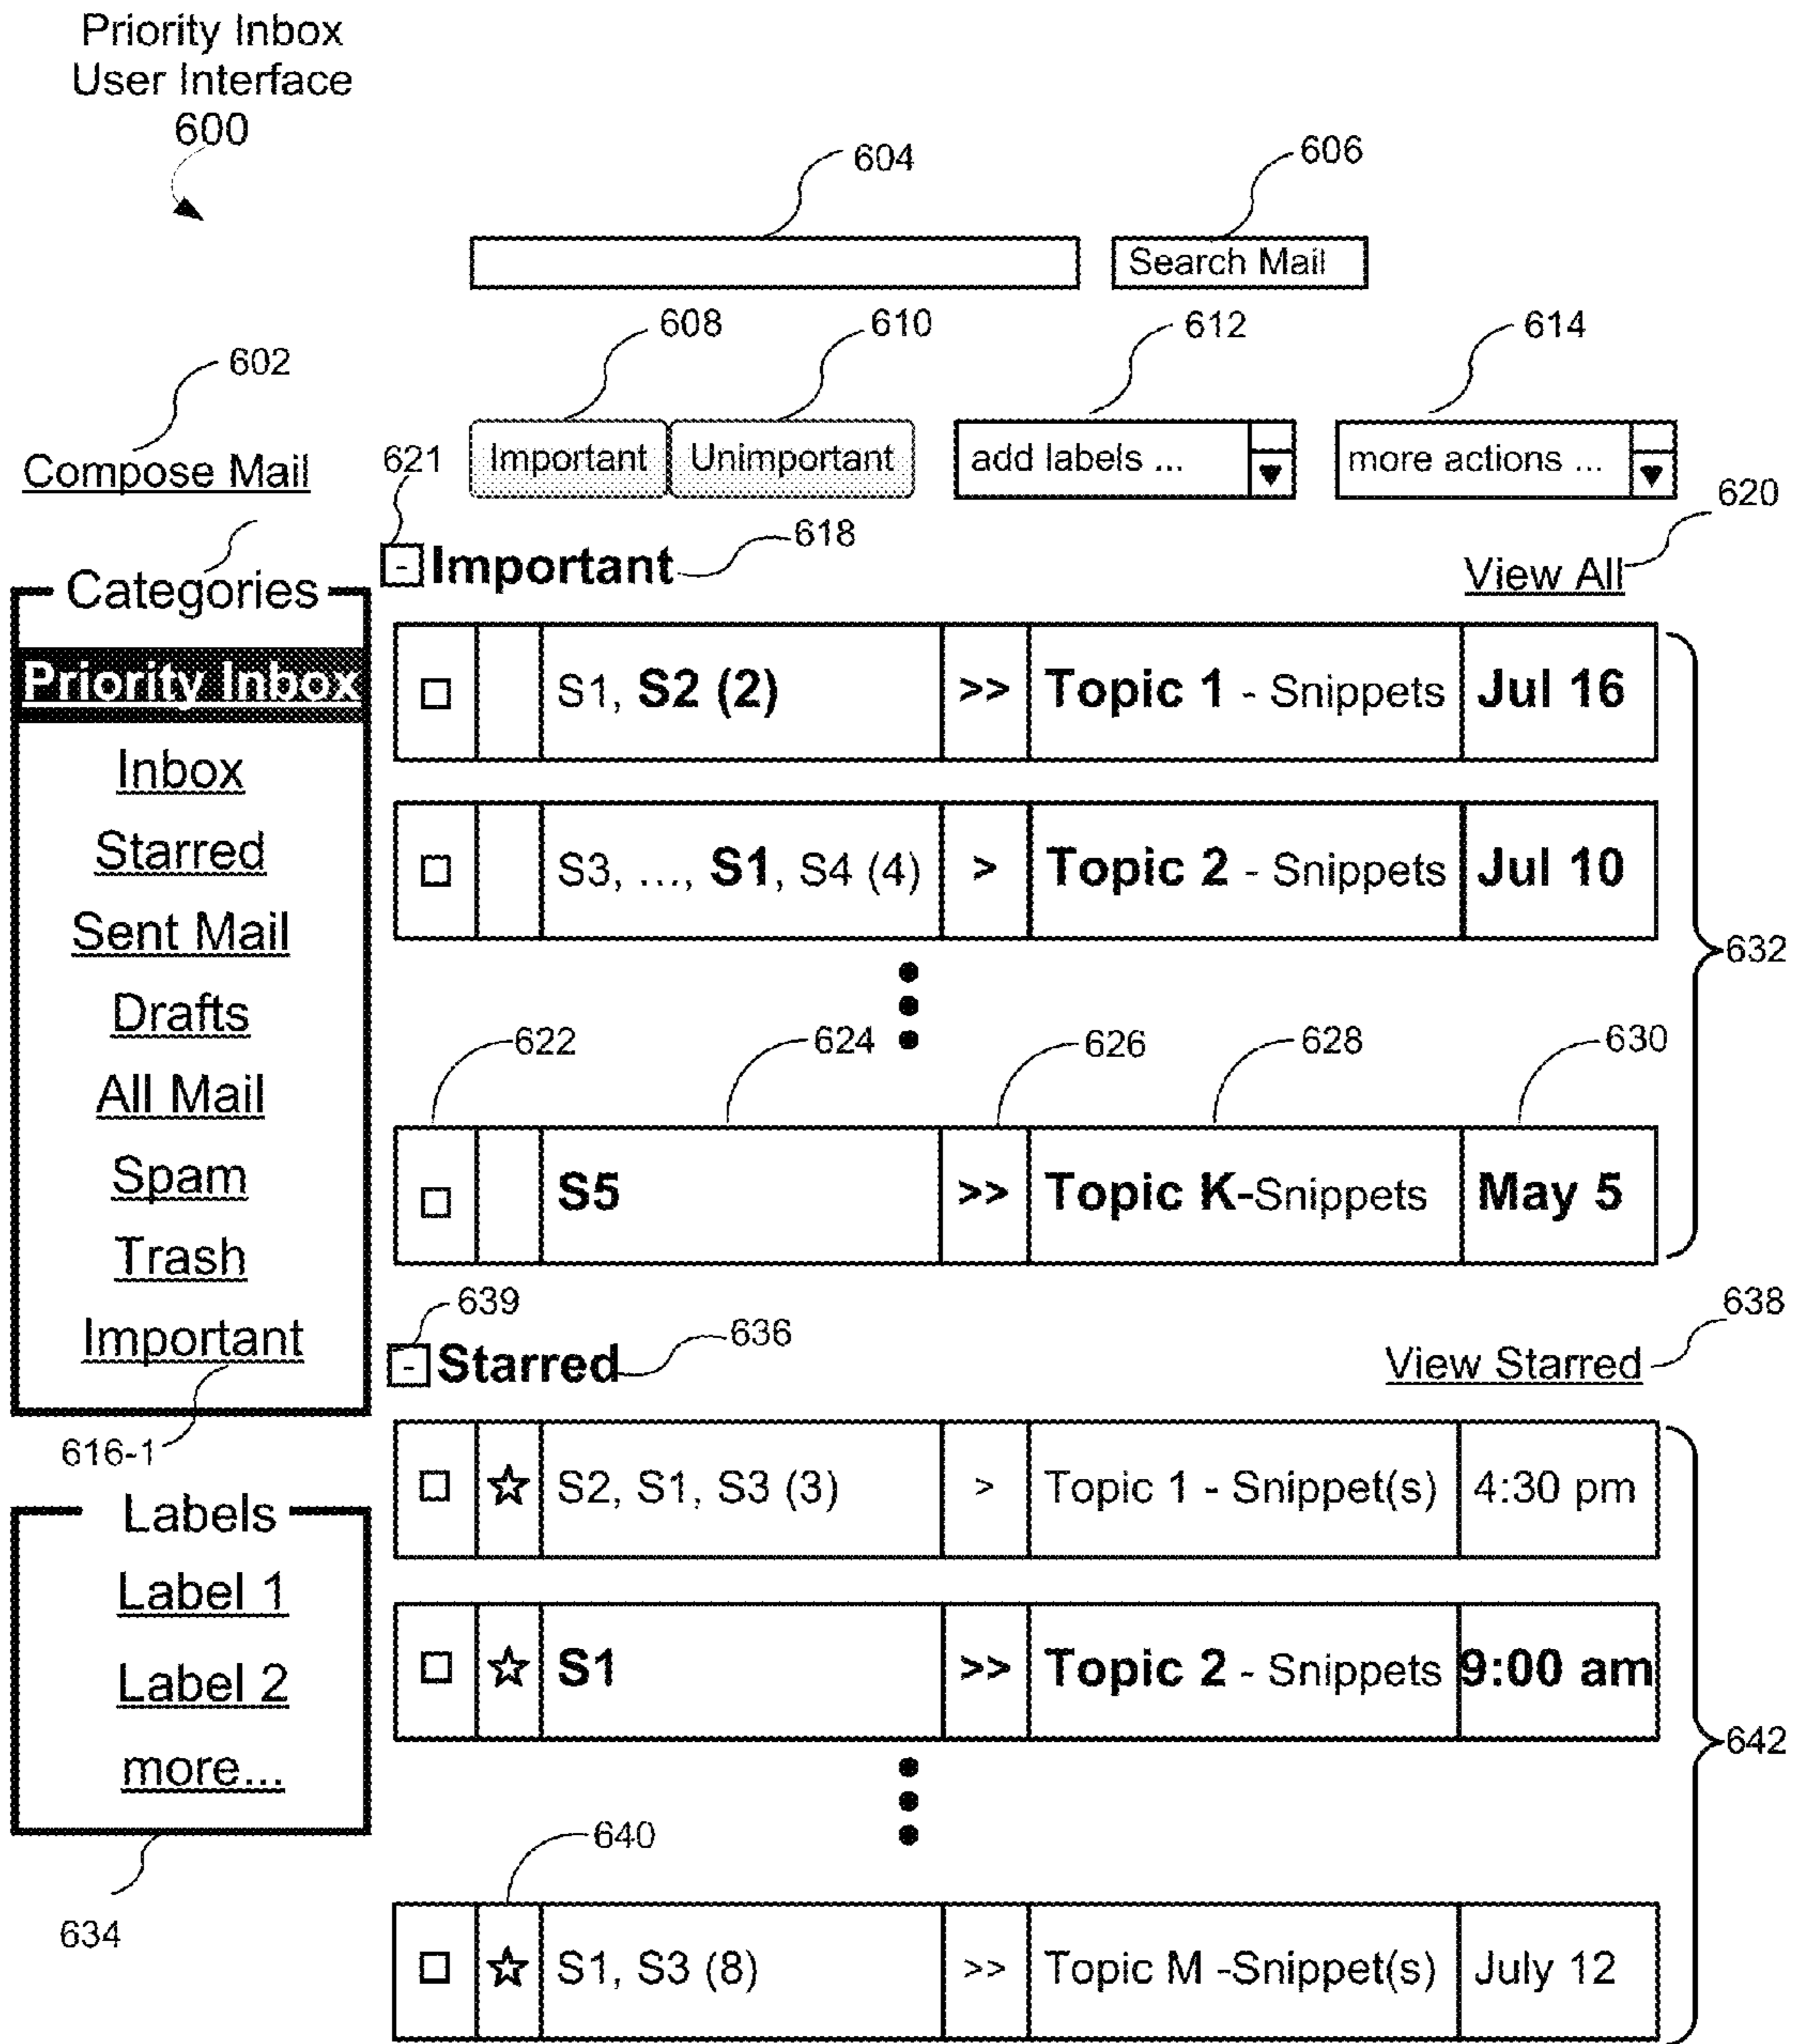 Priority Inbox
User Interface
600
604
606
Search Mail
608
610
612
614
602
Compose Mail
Important
Unimportant
add labels ...
more actions ...
621
618
620
- Important
View All
Categories
Priority Inbox
Inbox
Starred
Sent Mail
Drafts
All Mail
Spam
Trash
Important
616-1
S1, S2 (2) >> Topic 1 - Snippets Jul 16
S3, ..., S1, S4 (4) > Topic 2 - Snippets Jul 10
632
622
624
626
628
630
S5 >> Topic K-Snippets May 5
639
636
638
- Starred
View Starred
Labels
Label 1
Label 2
more...
634
S2, S1, S3 (3) > Topic 1 - Snippet(s) 4:30 pm
S1 >> Topic 2 - Snippets 9:00 am
642
640
S1, S3 (8) >> Topic M -Snippet(s) July 12